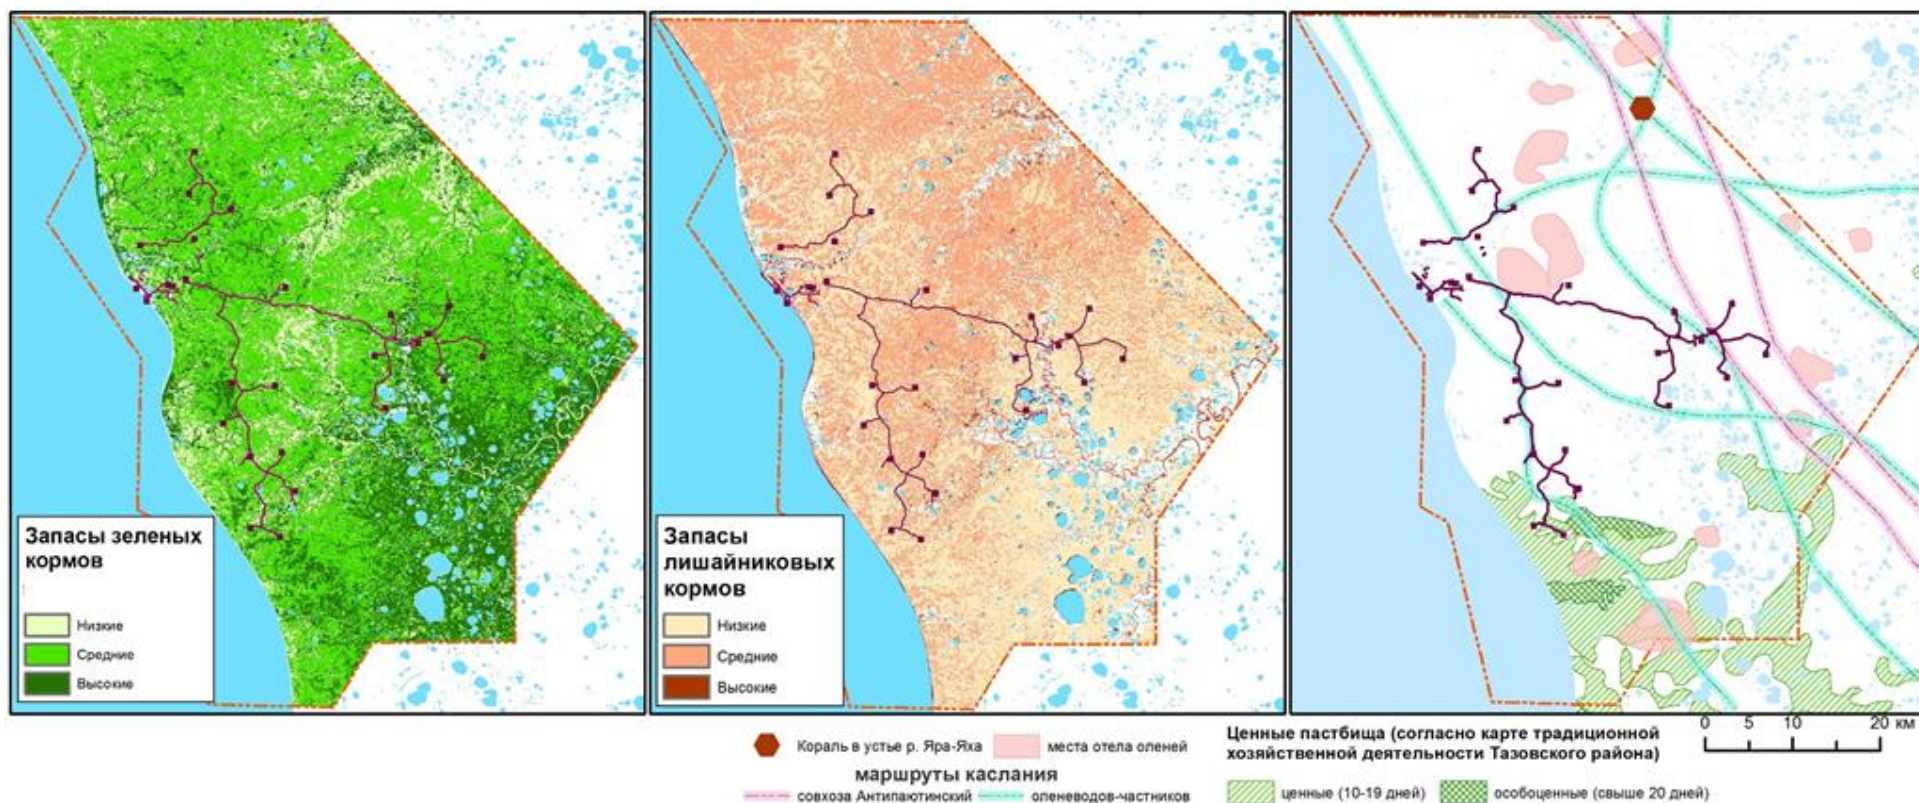 Запасы зеленых
кормов
Низкие
Средние
Высокие
Запасы
лишайниковых
кормов
Низкие
Средние
Высокие
0 5 10 20 км
Кораль в устье р. Яра-Яха
места отела оленей
маршруты каслания
совхоза Антипаютинский
оленеводов-частников
Ценные пастбища (согласно карте традиционной
хозяйственной деятельности Тазовского района)
ценные (10-19 дней)
особоценные (свыше 20 дней)